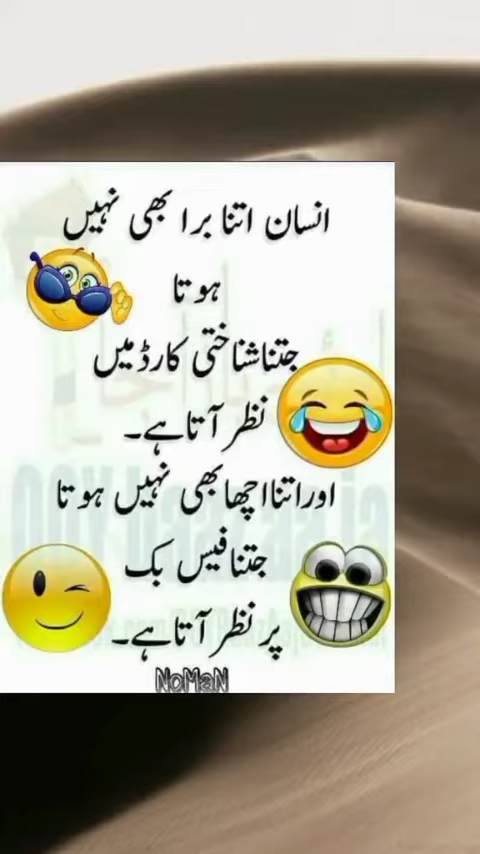 انسان اتنا برا بھی نہیں
ہوتا
جتنا شناختی کارڈ میں
نظر آتا ہے۔
اور اتنا اچھا بھی نہیں ہوتا
جتنا فیس بک
پر نظر آتا ہے۔
NoMaN